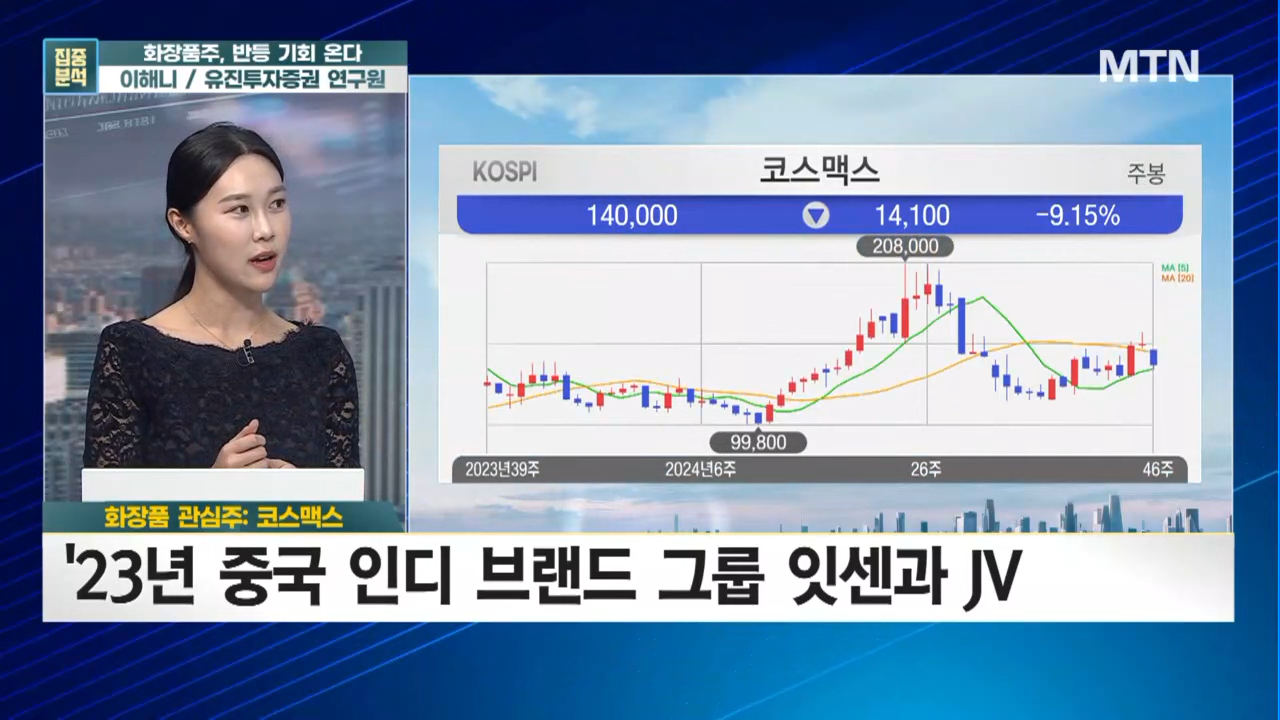 집중
분석
화장품주, 반등 기회 온다
이해니 / 유진투자증권 연구원
MTN
KOSPI
코스맥스
주봉
140,000
14,100
-9.15%
208,000
MA [5]
MA [20]
99,800
2023년39주
2024년6주
26주
46주
화장품 관심주: 코스맥스
'23년 중국 인디 브랜드 그룹 잇센과 JV